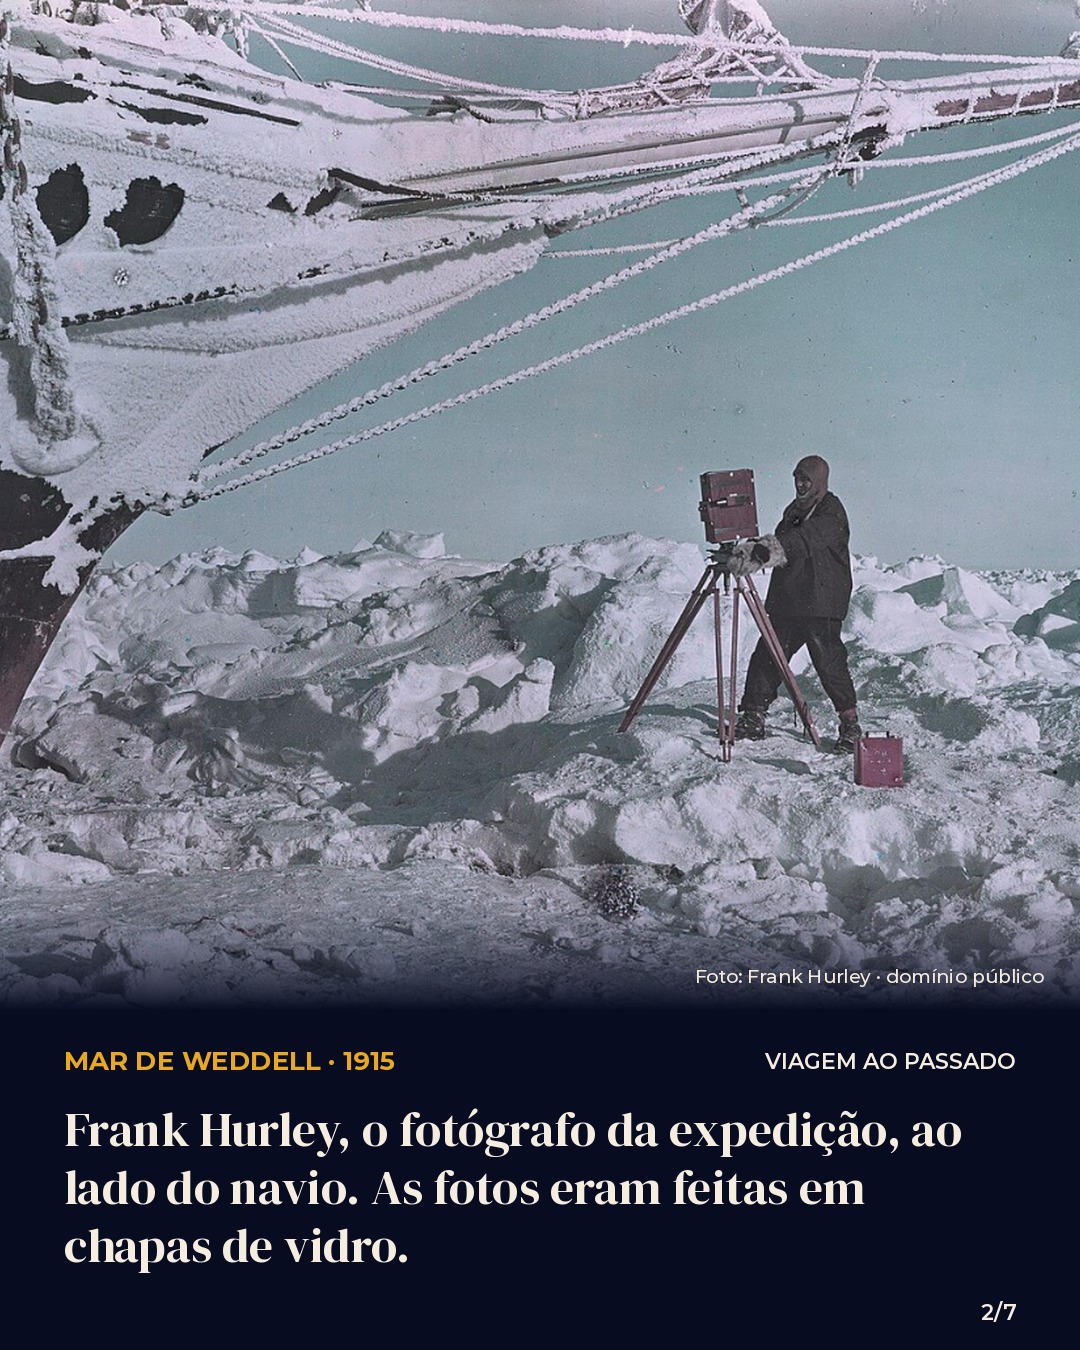 Foto: Frank Hurley · domínio público
MAR DE WEDDELL · 1915
VIAGEM AO PASSADO
Frank Hurley, o fotógrafo da expedição, ao
lado do navio. As fotos eram feitas em
chapas de vidro.
2/7